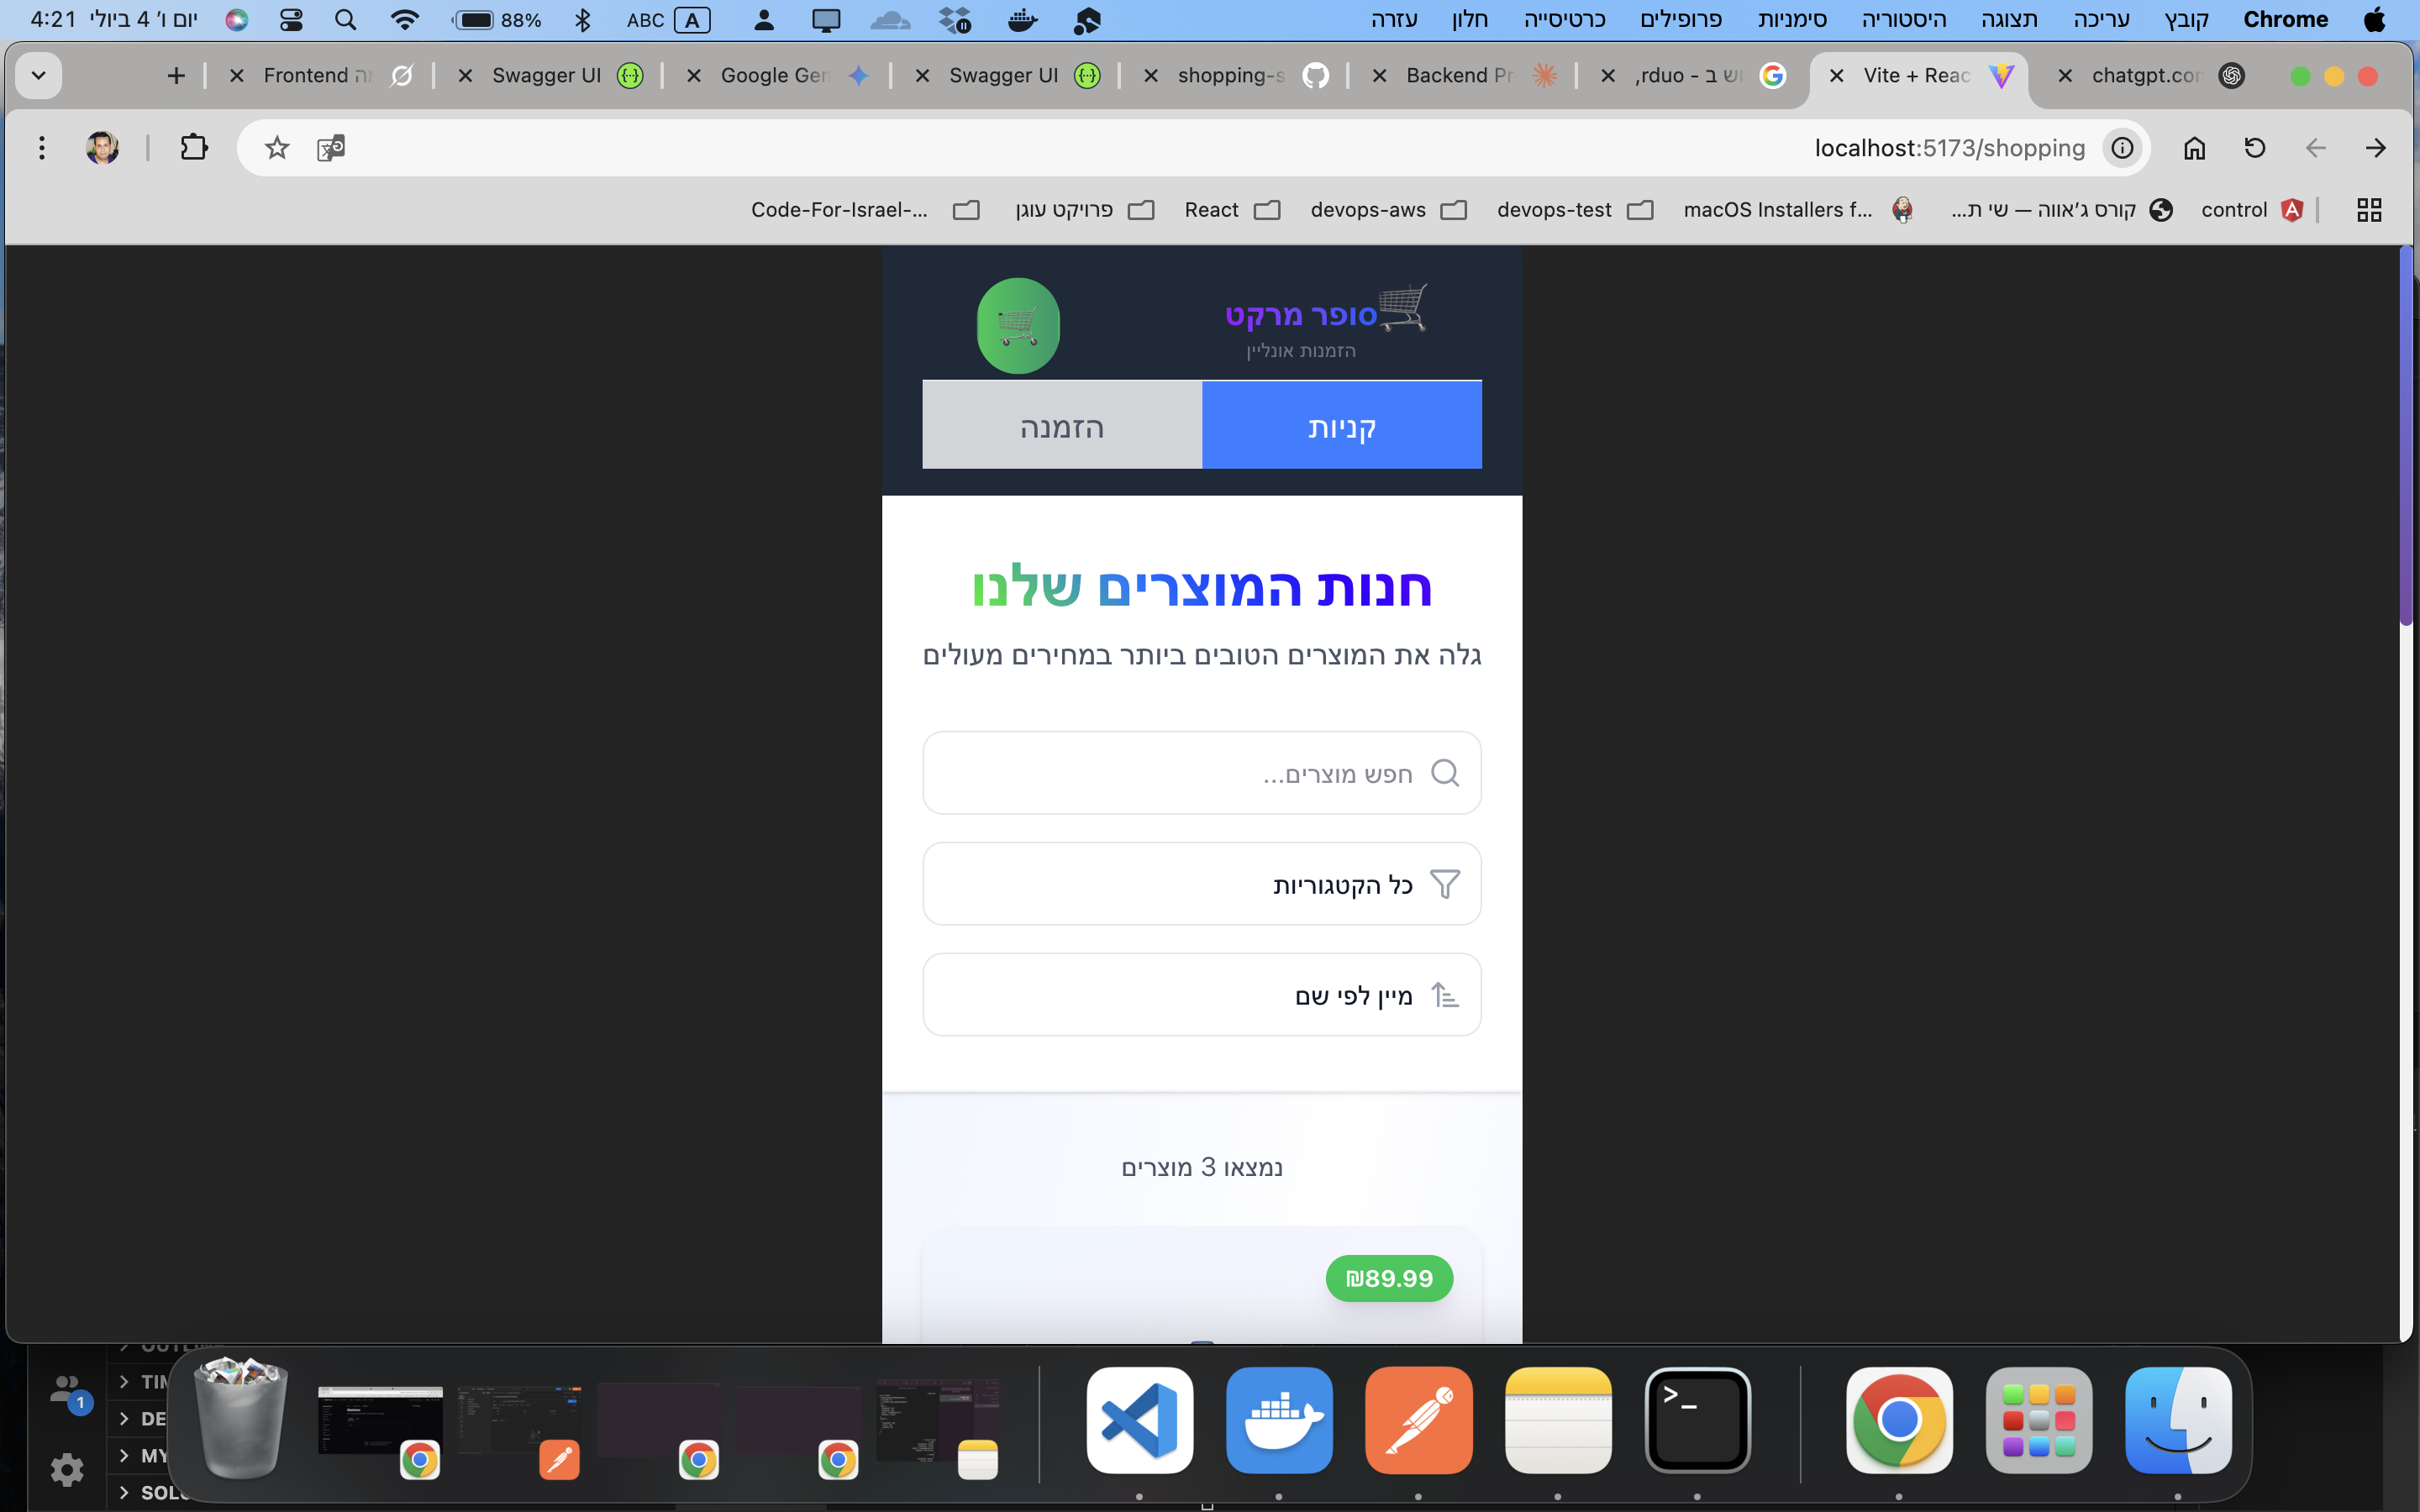 Chrome קובץ עריכה תצוגה היסטוריה סימניות פרופילים כרטיסייה חלון עזרה
ABC A 88% יום ו׳ 4 ביולי 4:21
chatgpt.con
Vite + Reac
Backend Pr
shopping-s
Swagger UI
Google Gen
Swagger UI
Frontend
localhost:5173/shopping
control
קורס ג׳אווה — שי ת...
macOS Installers f...
devops-test
devops-aws
React
פרויקט עוגן
Code-For-Israel-...
סופר מרקט
הזמנות אונליין
קניות
הזמנה
חנות המוצרים שלנו
גלה את המוצרים הטובים ביותר במחירים מעולים
חפש מוצרים...
כל הקטגוריות
מיין לפי שם
נמצאו 3 מוצרים
₪89.99
1
TIM
DE
MY
SOL